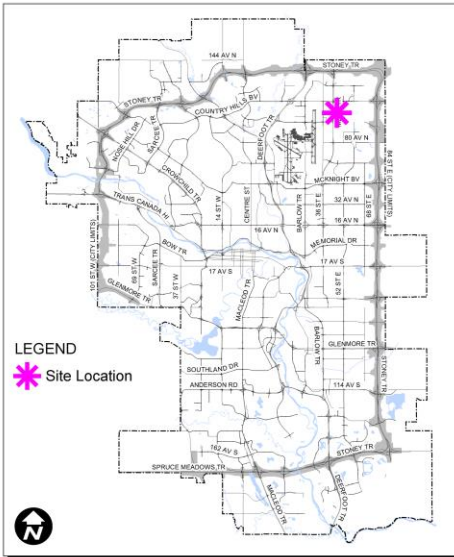 144 AV N
STONEY TR
STONEY TR
COUNTRY HILLS BV
NOSE HILL DR
SARCEE TR
DEERFOOT TR
80 AV N
84 ST E (CITY LIMITS)
CROWCHILD TR
MCKNIGHT BV
TRANS CANADA HI
14 ST W
CENTRE ST
BARLOW TR
36 ST E
32 AV N
68 ST E
16 AV N
16 AV N
101 ST W (CITY LIMITS)
BOW TR
MEMORIAL DR
SARCEE TR
69 ST W
37 ST W
17 AV S
17 AV S
52 ST E
GLENMORE TR
MACLEOD TR
BARLOW TR
GLENMORE TR
LEGEND
Site Location
SOUTHLAND DR
ANDERSON RD
114 AV S
STONEY TR
162 AV S
STONEY TR
SPRUCE MEADOWS TR
MACLEOD TR
DEERFOOT TR
N